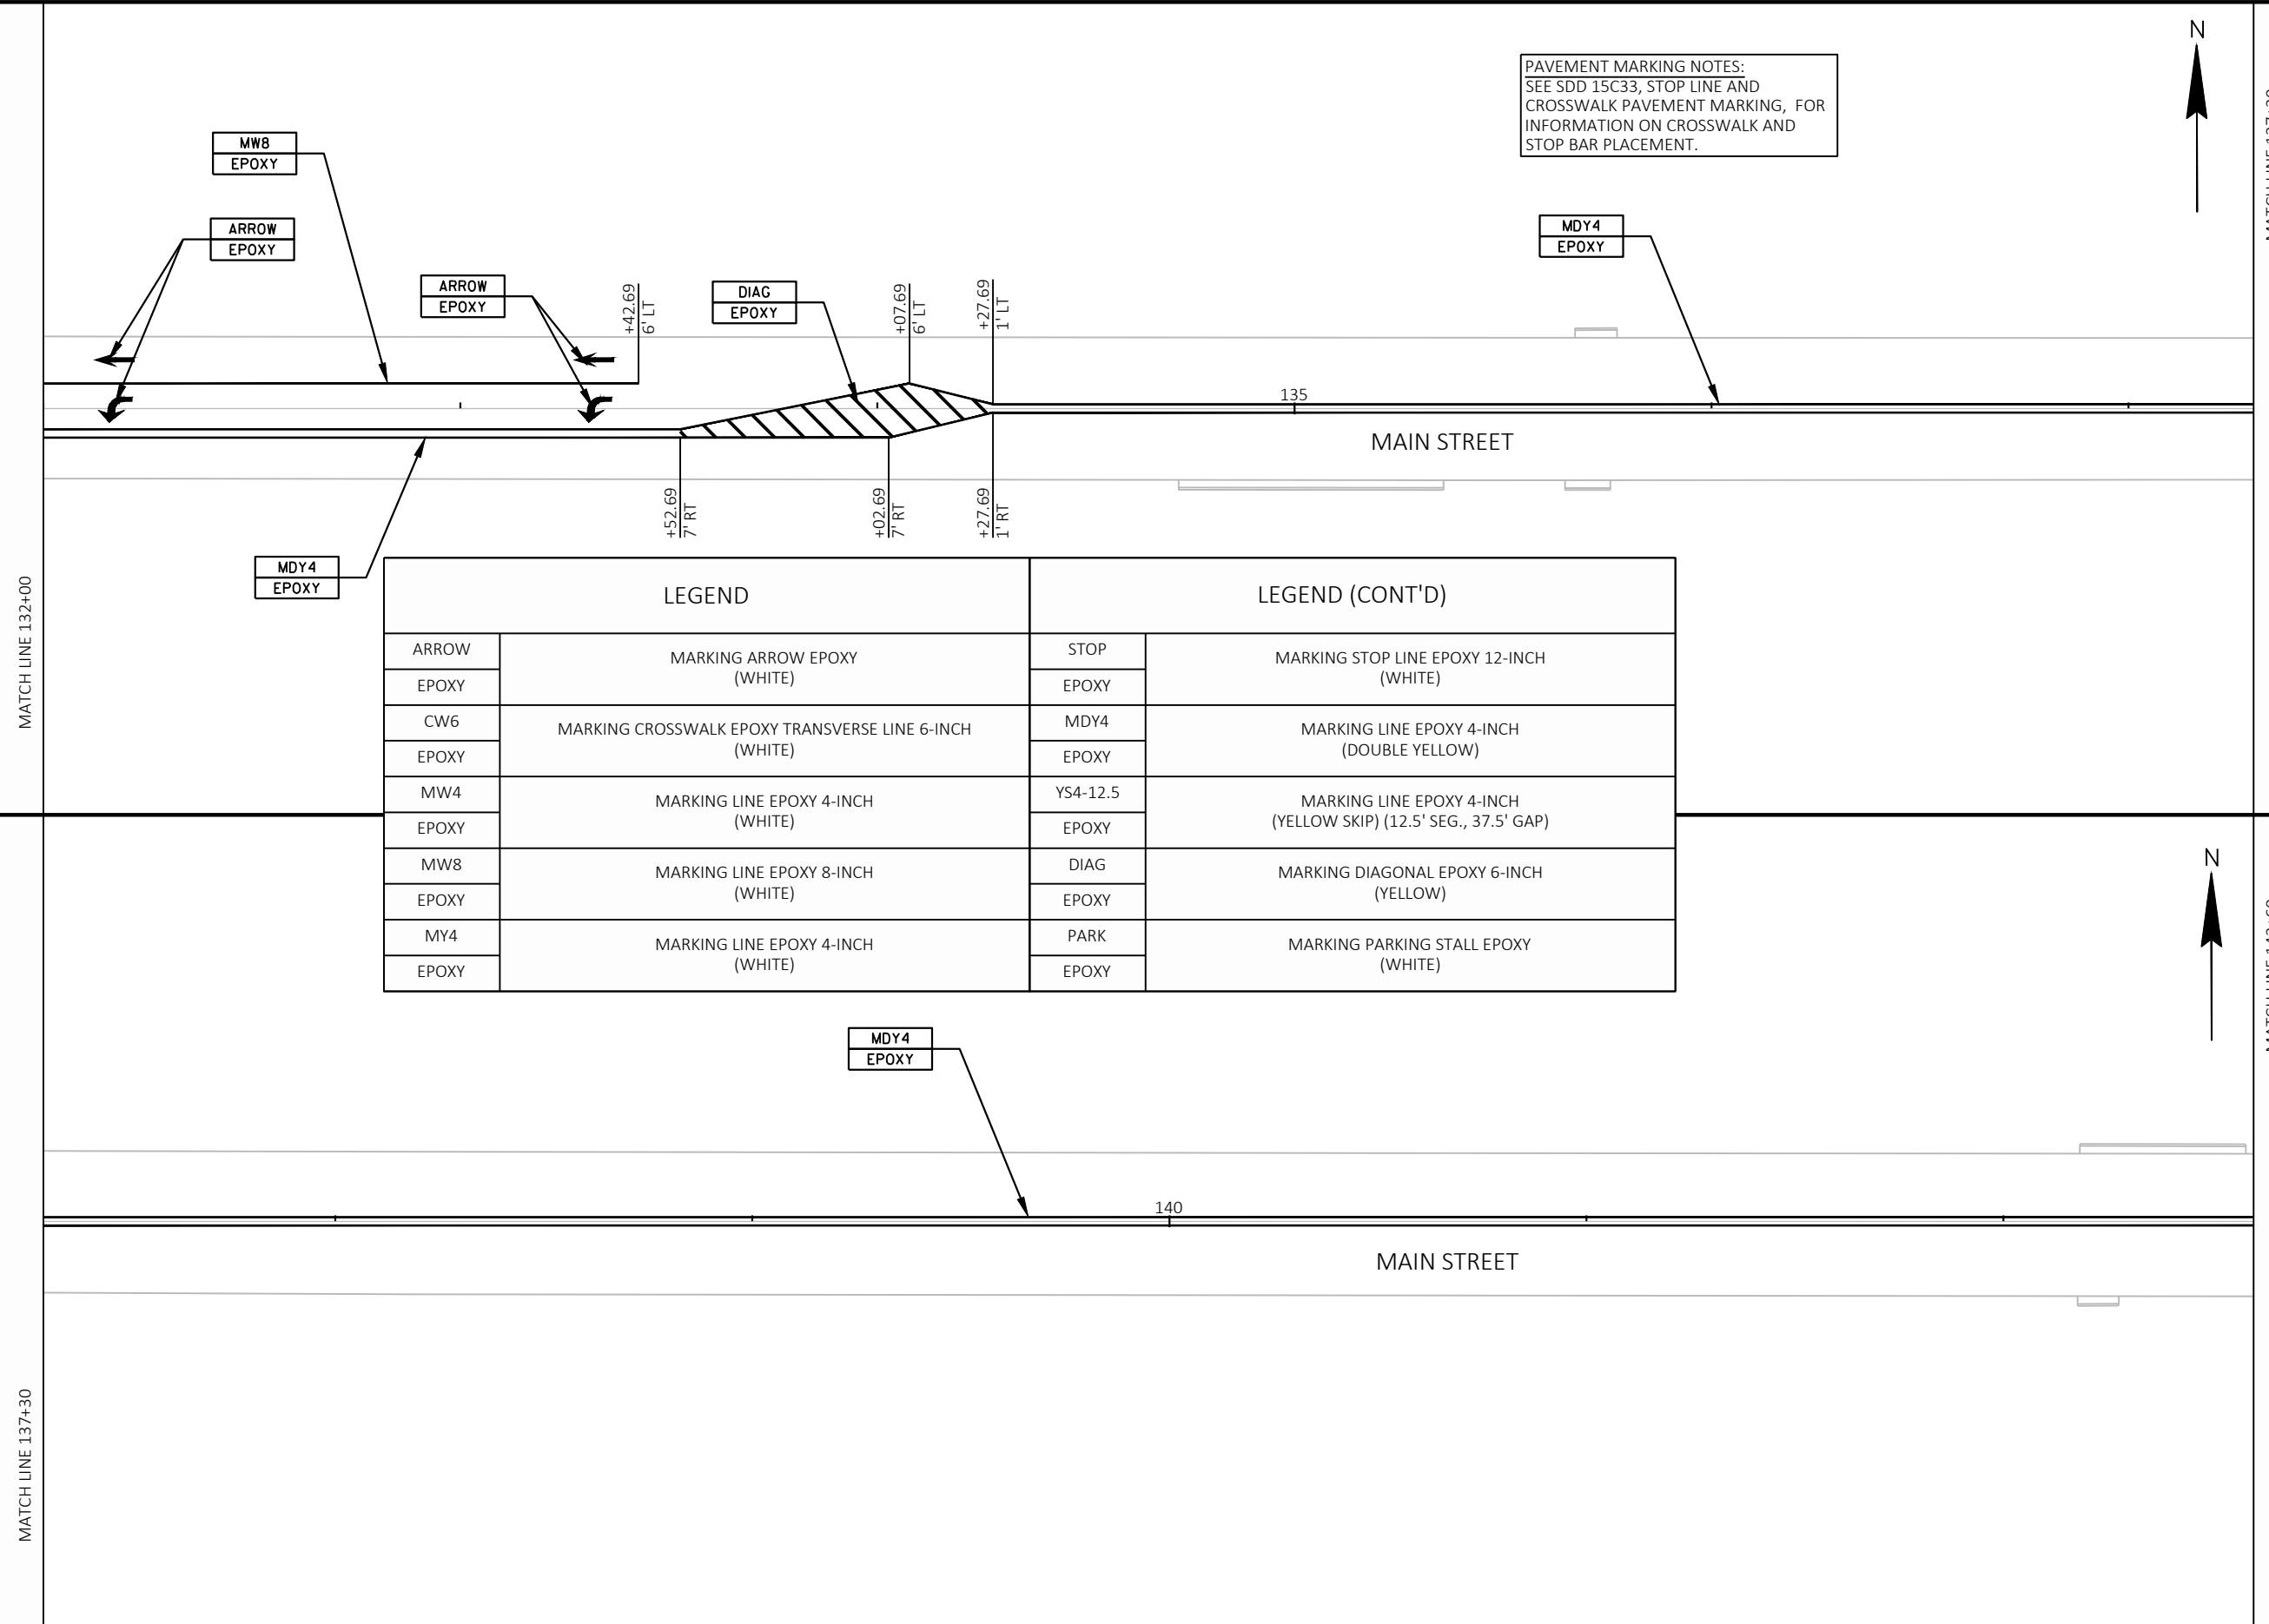 N
PAVEMENT MARKING NOTES:
SEE SDD 15C33, STOP LINE AND
CROSSWALK PAVEMENT MARKING, FOR
INFORMATION ON CROSSWALK AND
STOP BAR PLACEMENT.
MW8
EPOXY
ARROW
EPOXY
ARROW
EPOXY
DIAG
EPOXY
MDY4
EPOXY
+42.69
6' LT
+07.69
6' LT
+27.69
1' LT
135
MAIN STREET
+52.69
7' RT
+02.69
7' RT
+27.69
1' RT
MDY4
EPOXY
MATCH LINE 132+00
LEGEND
LEGEND (CONT'D)
ARROW
EPOXY
MARKING ARROW EPOXY
(WHITE)
STOP
EPOXY
MARKING STOP LINE EPOXY 12-INCH
(WHITE)
CW6
EPOXY
MARKING CROSSWALK EPOXY TRANSVERSE LINE 6-INCH
(WHITE)
MDY4
EPOXY
MARKING LINE EPOXY 4-INCH
(DOUBLE YELLOW)
MW4
EPOXY
MARKING LINE EPOXY 4-INCH
(WHITE)
YS4-12.5
EPOXY
MARKING LINE EPOXY 4-INCH
(YELLOW SKIP) (12.5' SEG., 37.5' GAP)
MW8
EPOXY
MARKING LINE EPOXY 8-INCH
(WHITE)
DIAG
EPOXY
MARKING DIAGONAL EPOXY 6-INCH
(YELLOW)
MY4
EPOXY
MARKING LINE EPOXY 4-INCH
(WHITE)
PARK
EPOXY
MARKING PARKING STALL EPOXY
(WHITE)
N
MDY4
EPOXY
140
MAIN STREET
MATCH LINE 137+30